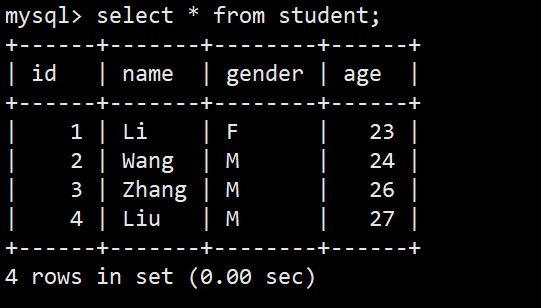 mysql> select * from student;
+------+-------+--------+------+
| id   | name  | gender | age  |
+------+-------+--------+------+
|    1 | Li    | F      |   23 |
|    2 | Wang  | M      |   24 |
|    3 | Zhang | M      |   26 |
|    4 | Liu   | M      |   27 |
+------+-------+--------+------+
4 rows in set (0.00 sec)